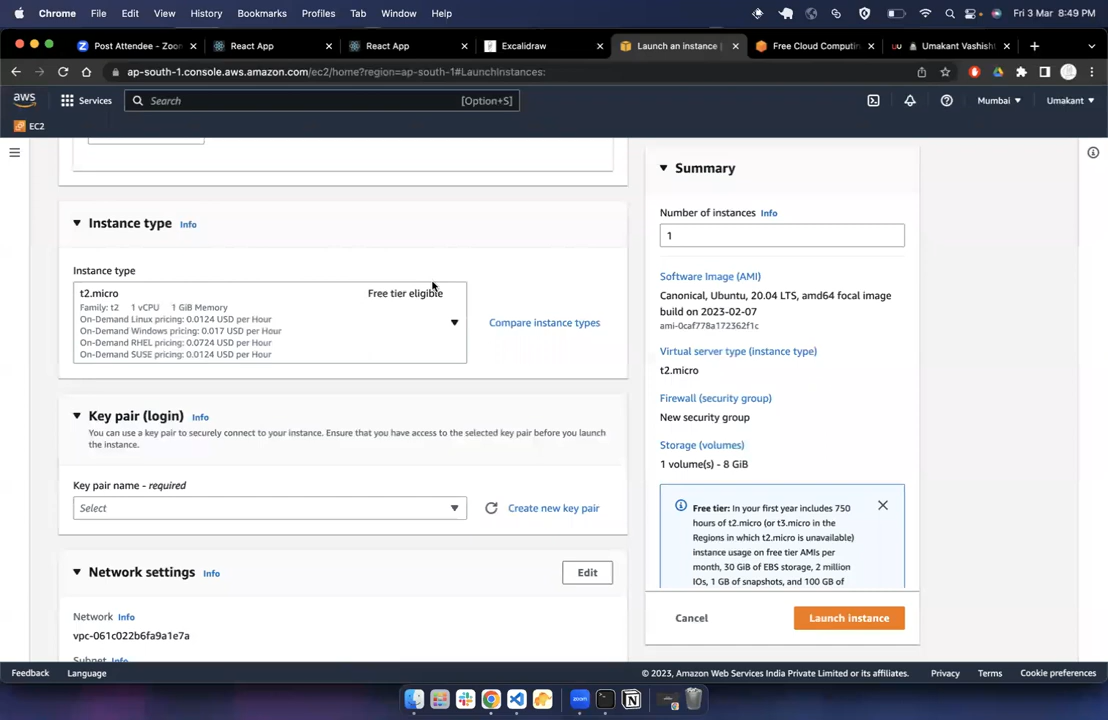 Chrome File Edit View History Bookmarks Profiles Tab Window Help Fri 3 Mar 8:49 PM
Post Attendee - Zoo React App React App Excalidraw Launch an instance Free Cloud Computin Umakant Vashisht
ap-south-1.console.aws.amazon.com/ec2/home?region=ap-south-1#LaunchInstances:
aws Services Search [Option+S] Mumbai Umakant
EC2
Instance type Info
Instance type
t2.micro Free tier eligible
Family: t2 1 vCPU 1 GiB Memory
On-Demand Linux pricing: 0.0124 USD per Hour
On-Demand Windows pricing: 0.017 USD per Hour
On-Demand RHEL pricing: 0.0724 USD per Hour
On-Demand SUSE pricing: 0.0124 USD per Hour
Compare instance types
Key pair (login) Info
You can use a key pair to securely connect to your instance. Ensure that you have access to the selected key pair before you launch
the instance.
Key pair name - required
Select
Create new key pair
Network settings Info
Edit
Network Info
vpc-061c022b6fa9a1e7a
Subnet Info
Summary
Number of instances Info
1
Software Image (AMI)
Canonical, Ubuntu, 20.04 LTS, amd64 focal image
build on 2023-02-07
ami-0caf778a172362f1c
Virtual server type (instance type)
t2.micro
Firewall (security group)
New security group
Storage (volumes)
1 volume(s) - 8 GiB
Free tier: In your first year includes 750
hours of t2.micro (or t3.micro in the
Regions in which t2.micro is unavailable)
instance usage on free tier AMIs per
month, 30 GiB of EBS storage, 2 million
IOs, 1 GB of snapshots, and 100 GB of
Cancel
Launch instance
Feedback Language © 2023, Amazon Web Services India Private Limited or its affiliates. Privacy Terms Cookie preferences
zoom